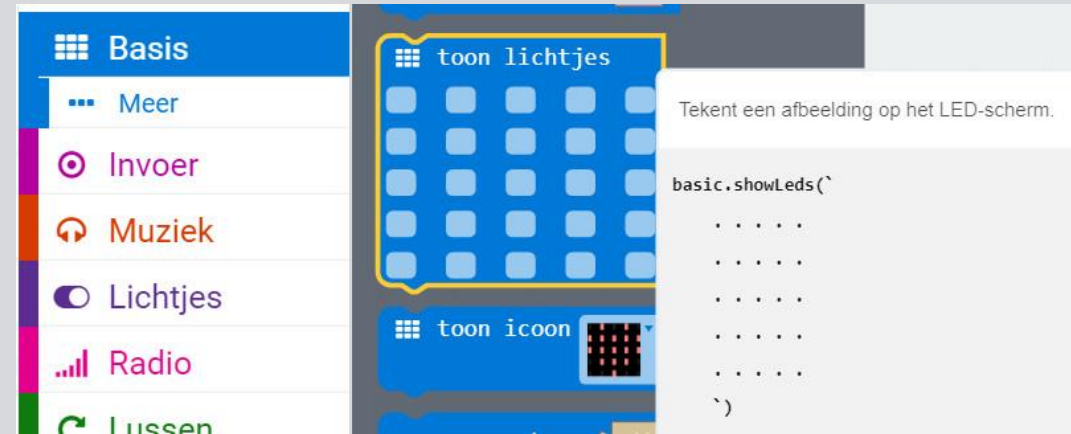 Basis
Meer
Invoer
Muziek
Lichtjes
Radio
Lussen
toon lichtjes
toon icoon
Tekent een afbeelding op het LED-scherm.
basic.showLeds(`
. . . . .
. . . . .
. . . . .
. . . . .
. . . . .
`)